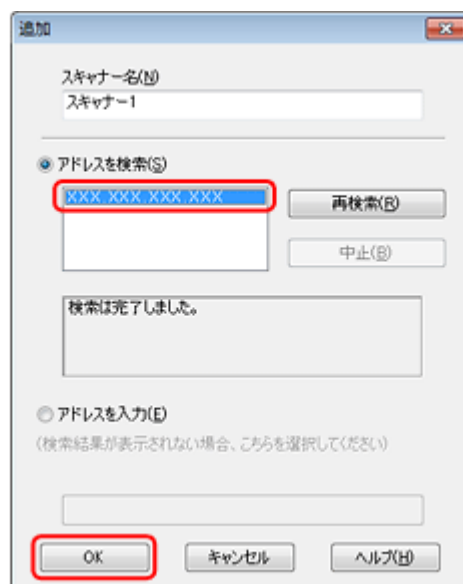 追加
スキャナー名(N)
スキャナー1
アドレスを検索(S)
XXX.XXX.XXX.XXX
再検索(R)
中止(B)
検索は完了しました。
アドレスを入力(E)
(検索結果が表示されない場合、こちらを選択してください)
OK
キャンセル
ヘルプ(H)